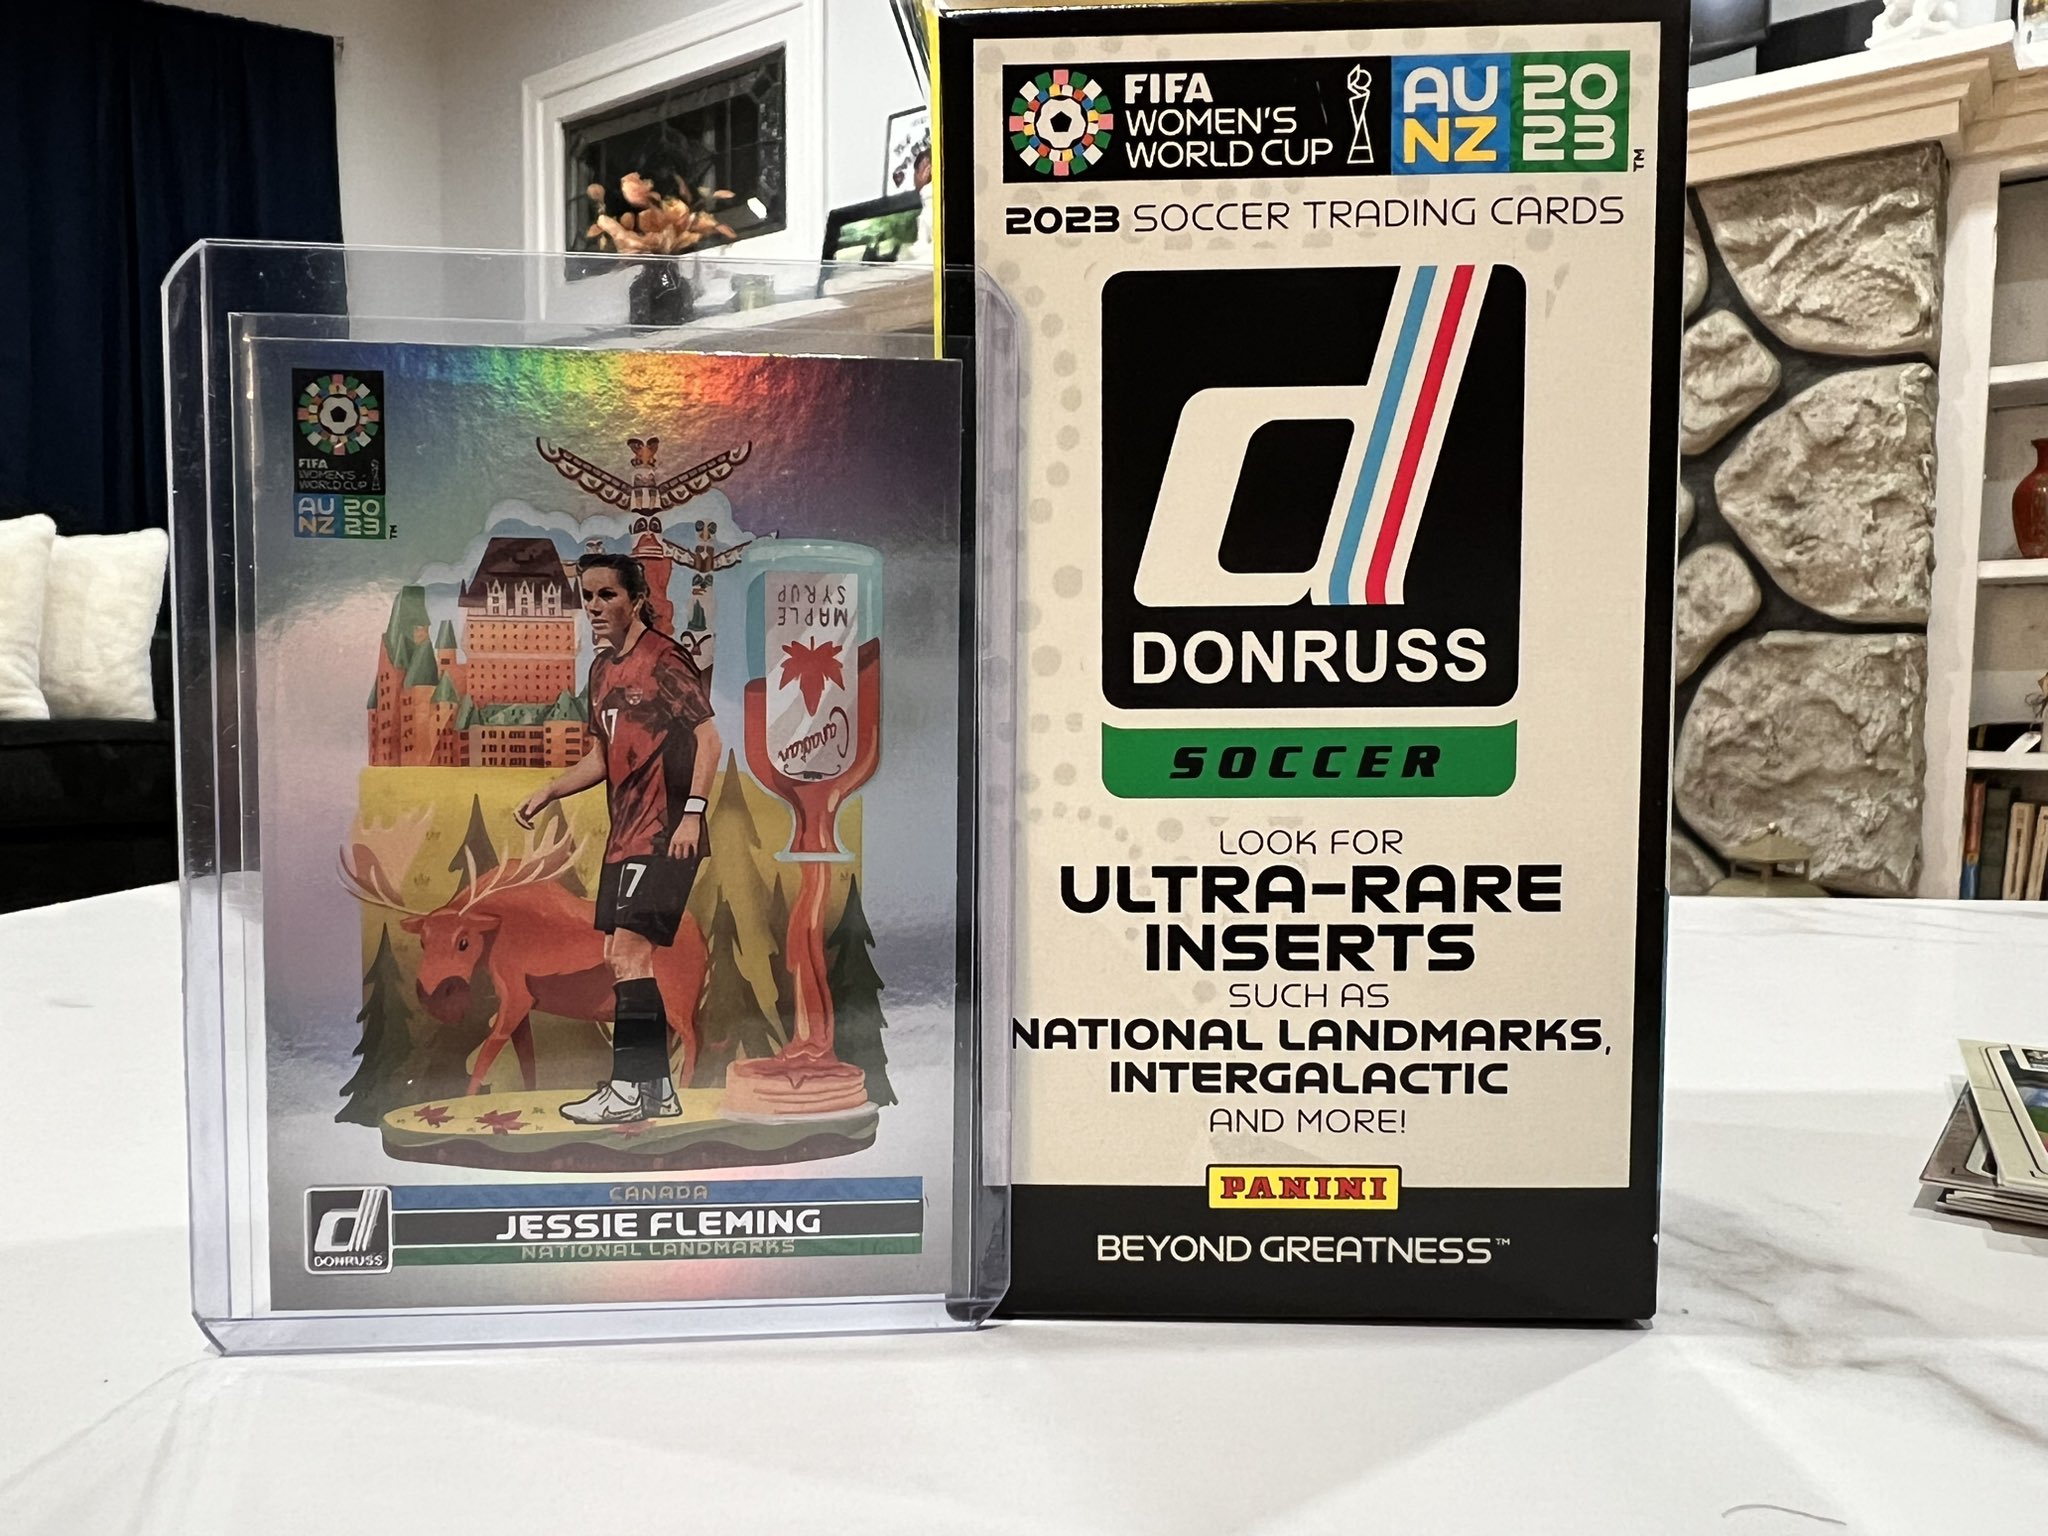 FIFA
WOMEN'S
WORLD CUP
AU
NZ
20
23
™
MAPLE
SYRUP
Canadian
17
17
CANADA
JESSIE FLEMING
NATIONAL LANDMARKS
DONRUSS
FIFA
WOMEN'S
WORLD CUP
AU
NZ
20
23
™
2023 SOCCER TRADING CARDS
d
DONRUSS
SOCCER
LOOK FOR
ULTRA-RARE
INSERTS
SUCH AS
NATIONAL LANDMARKS,
INTERGALACTIC
AND MORE!
PANINI
BEYOND GREATNESS™